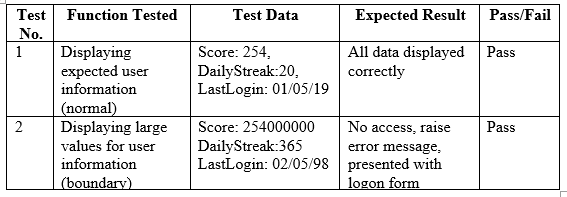 Test No. Function Tested Test Data Expected Result Pass/Fail
1 Displaying expected user information (normal) Score: 254, DailyStreak:20, LastLogin: 01/05/19 All data displayed correctly Pass
2 Displaying large values for user information (boundary) Score: 254000000 DailyStreak:365 LastLogin: 02/05/98 No access, raise error message, presented with logon form Pass